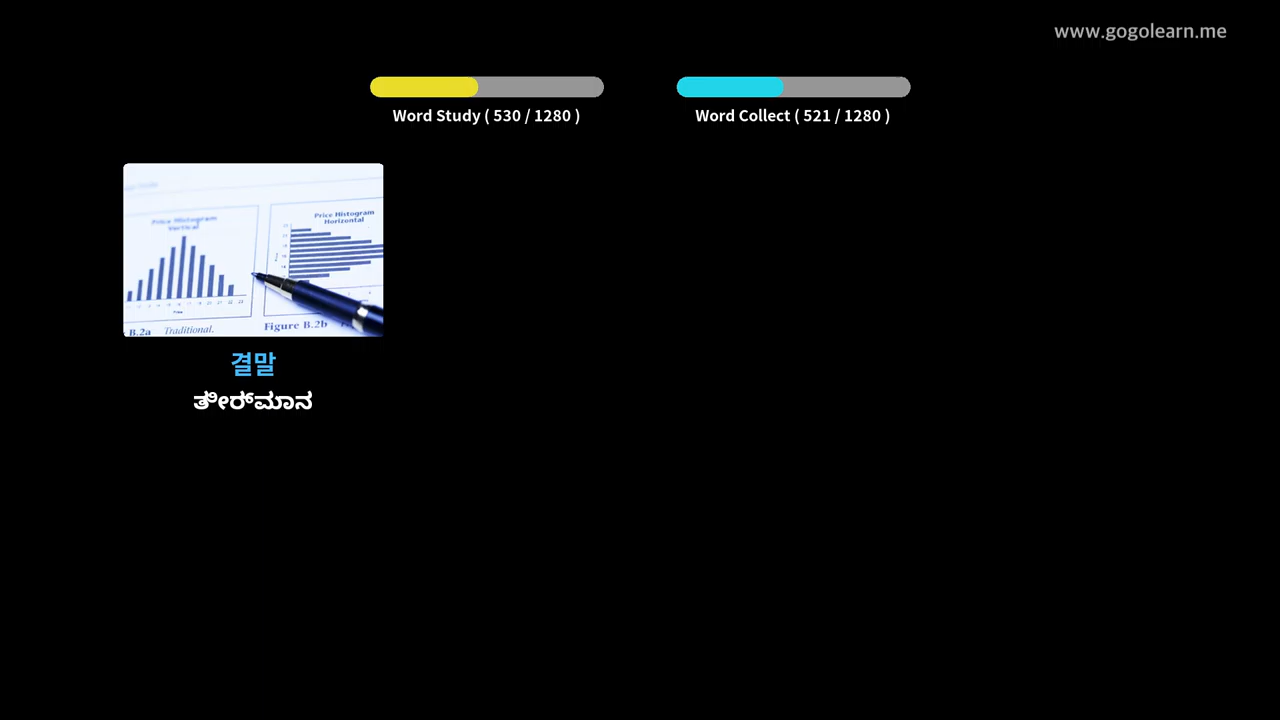 www.gogolearn.me
Word Study ( 530 / 1280 )
Word Collect ( 521 / 1280 )
Price Histogram
Vertical
Price Histogram
Horizontal
Price
B.2a Traditional.
Figure B.2b
결말
ತೀರ್ಮಾನ